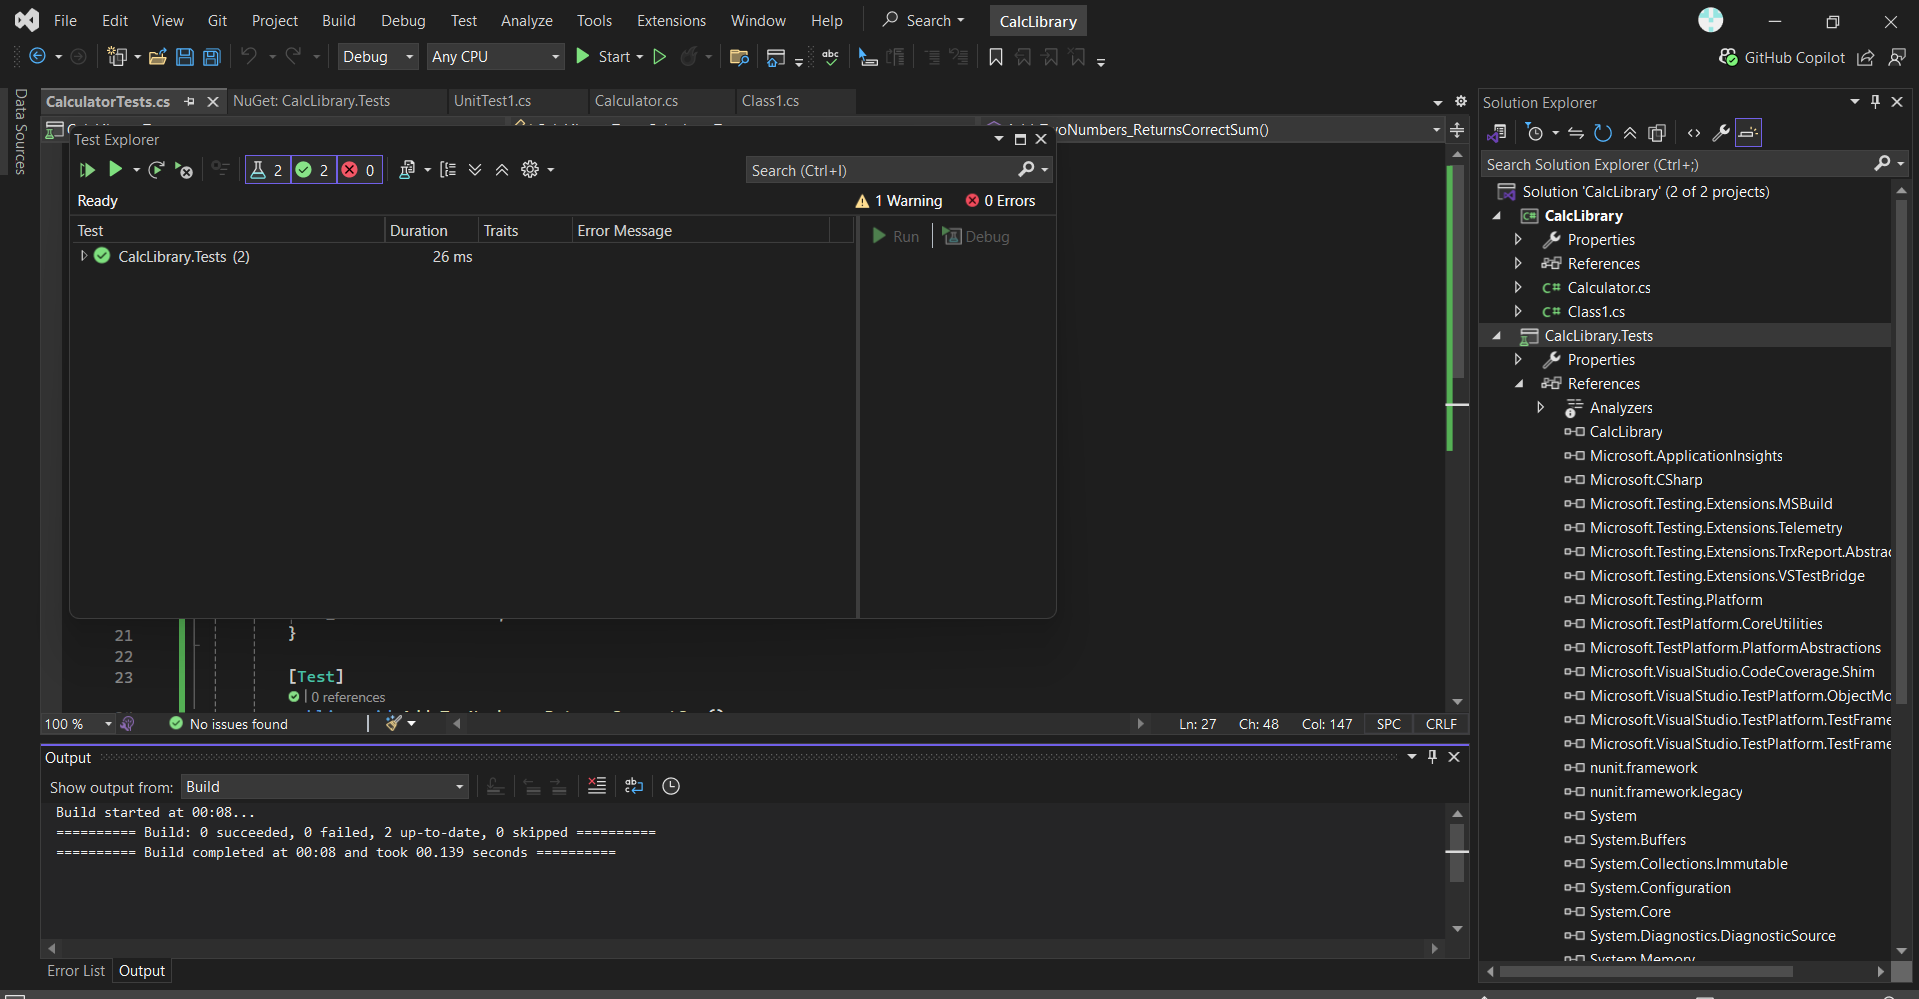 File Edit View Git Project Build Debug Test Analyze Tools Extensions Window Help Search CalcLibrary
Debug Any CPU Start GitHub Copilot
Data Sources
CalculatorTests.cs NuGet: CalcLibrary.Tests UnitTest1.cs Calculator.cs Class1.cs
TwoNumbers_ReturnsCorrectSum()
Test Explorer
2 2 0 Search (Ctrl+I)
Ready 1 Warning 0 Errors
Test Duration Traits Error Message
Run Debug
CalcLibrary.Tests (2) 26 ms
21 }
22
23 [Test]
0 references
100 % No issues found Ln: 27 Ch: 48 Col: 147 SPC CRLF
Output
Show output from: Build
Build started at 00:08...
========== Build: 0 succeeded, 0 failed, 2 up-to-date, 0 skipped ==========
========== Build completed at 00:08 and took 00.139 seconds ==========
Error List Output
Solution Explorer
Search Solution Explorer (Ctrl+;)
Solution 'CalcLibrary' (2 of 2 projects)
CalcLibrary
Properties
References
Calculator.cs
Class1.cs
CalcLibrary.Tests
Properties
References
Analyzers
CalcLibrary
Microsoft.ApplicationInsights
Microsoft.CSharp
Microsoft.Testing.Extensions.MSBuild
Microsoft.Testing.Extensions.Telemetry
Microsoft.Testing.Extensions.TrxReport.Abstrac
Microsoft.Testing.Extensions.VSTestBridge
Microsoft.Testing.Platform
Microsoft.TestPlatform.CoreUtilities
Microsoft.TestPlatform.PlatformAbstractions
Microsoft.VisualStudio.CodeCoverage.Shim
Microsoft.VisualStudio.TestPlatform.ObjectMo
Microsoft.VisualStudio.TestPlatform.TestFrame
Microsoft.VisualStudio.TestPlatform.TestFrame
nunit.framework
nunit.framework.legacy
System
System.Buffers
System.Collections.Immutable
System.Configuration
System.Core
System.Diagnostics.DiagnosticSource
System.Memory